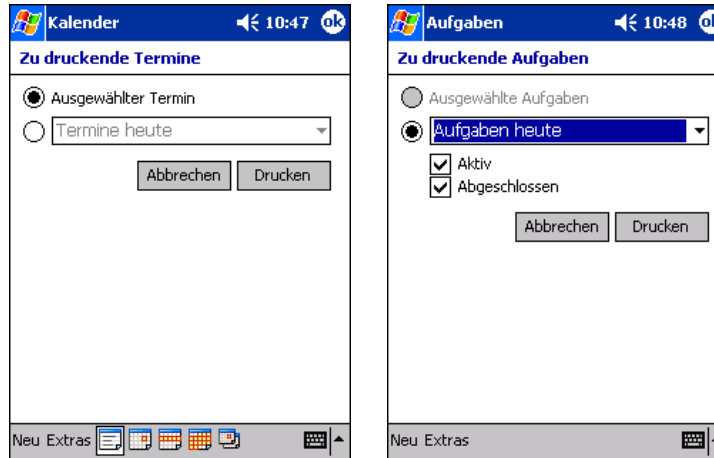 Kalender 10:47 ok
Zu druckende Termine
Ausgewählter Termin
Termine heute
Abbrechen Drucken
Neu Extras
Aufgaben 10:48 ok
Zu druckende Aufgaben
Ausgewählte Aufgaben
Aufgaben heute
Aktiv
Abgeschlossen
Abbrechen Drucken
Neu Extras